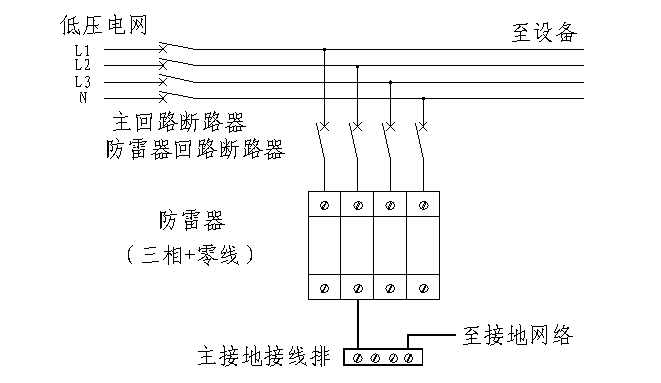 低压电网
至设备
L1
L2
L3
N
主回路断路器
防雷器回路断路器
防雷器
（三相+零线）
至接地网络
主接地接线排